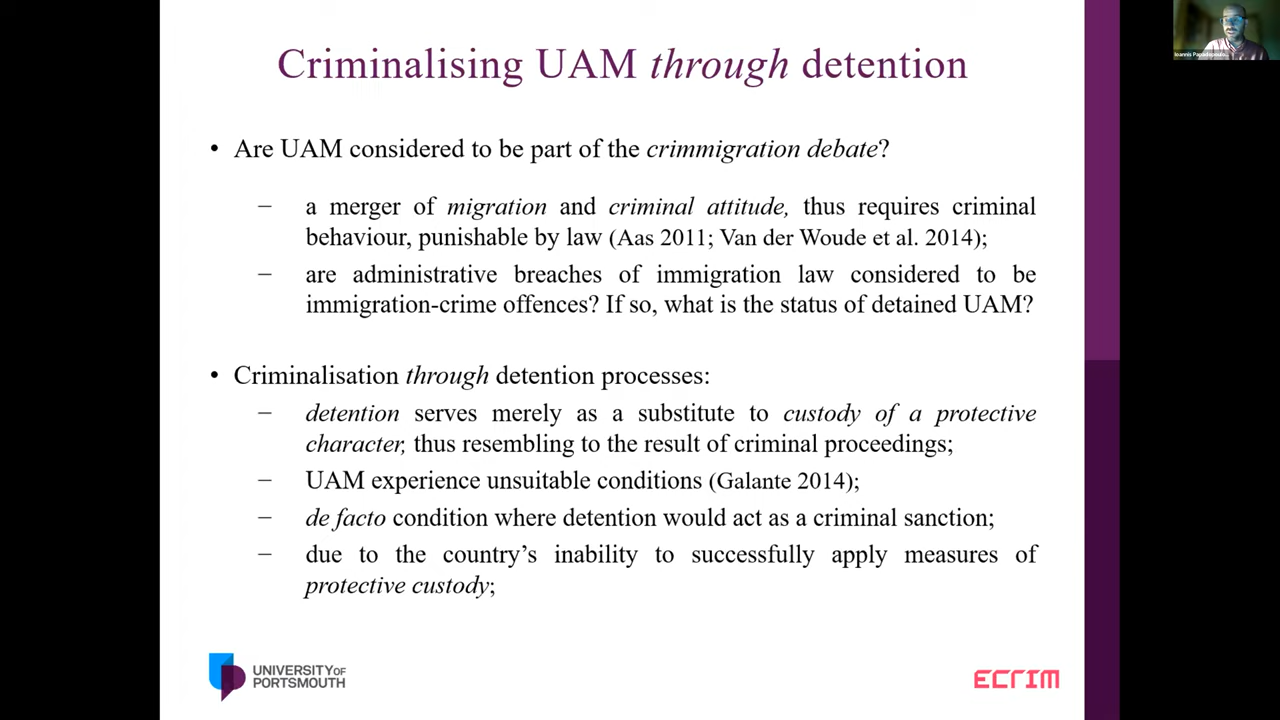 Criminalising UAM through detention
• Are UAM considered to be part of the crimmigration debate?
– a merger of migration and criminal attitude, thus requires criminal
behaviour, punishable by law (Aas 2011; Van der Woude et al. 2014);
– are administrative breaches of immigration law considered to be
immigration-crime offences? If so, what is the status of detained UAM?
• Criminalisation through detention processes:
– detention serves merely as a substitute to custody of a protective
character, thus resembling to the result of criminal proceedings;
– UAM experience unsuitable conditions (Galante 2014);
– de facto condition where detention would act as a criminal sanction;
– due to the country's inability to successfully apply measures of
protective custody;
UNIVERSITY OF
PORTSMOUTH
ECRIM
Ioannis